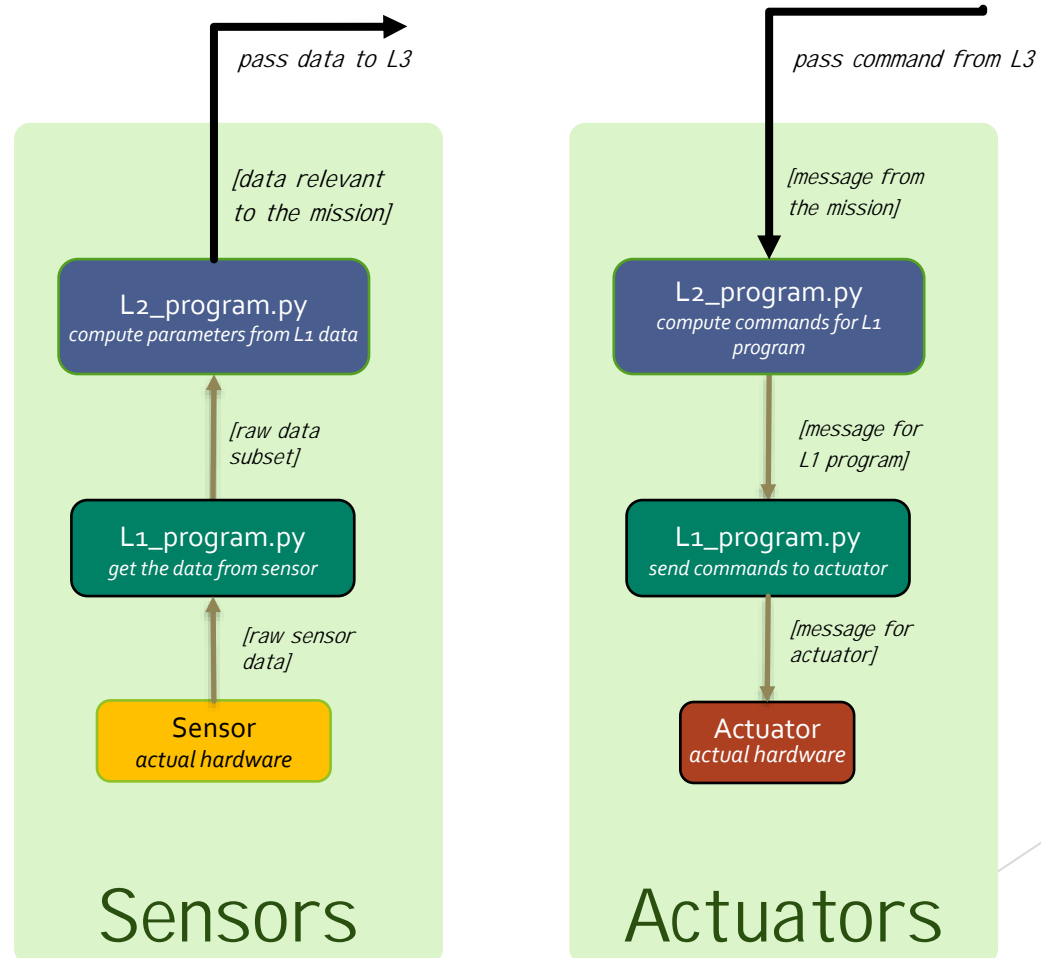 pass data to L3
[data relevant
to the mission]
L2_program.py
compute parameters from L1 data
[raw data
subset]
L1_program.py
get the data from sensor
[raw sensor
data]
Sensor
actual hardware
Sensors
pass command from L3
[message from
the mission]
L2_program.py
compute commands for L1
program
[message for
L1 program]
L1_program.py
send commands to actuator
[message for
actuator]
Actuator
actual hardware
Actuators